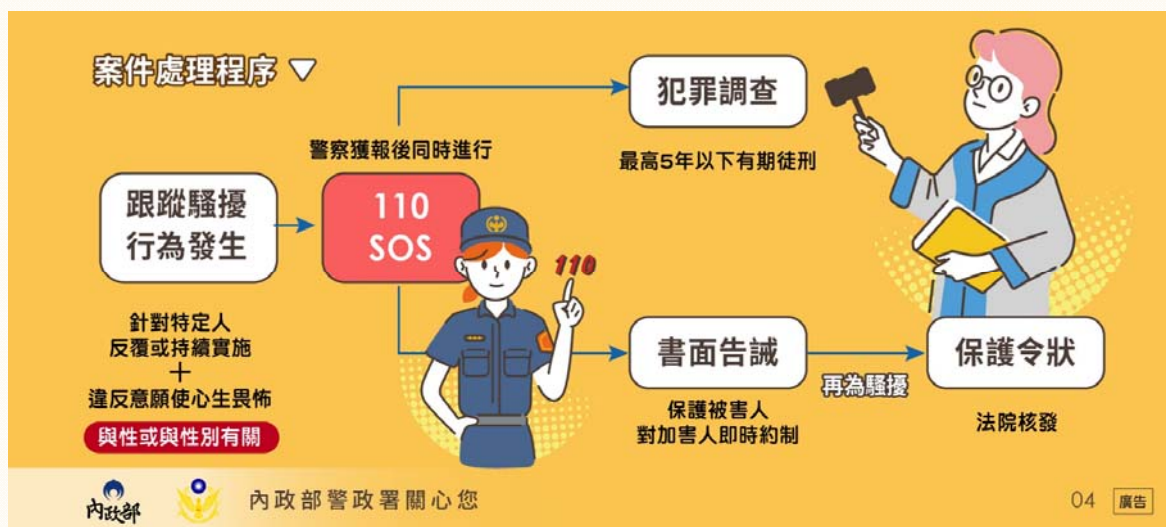 案件處理程序
犯罪調查
警察獲報後同時進行
最高5年以下有期徒刑
跟蹤騷擾
行為發生
110
SOS
110
針對特定人
反覆或持續實施
+
違反意願使心生畏怖
與性或與性別有關
書面告誡
再為騷擾
保護令狀
保護被害人
對加害人即時約制
法院核發
內政部
內政部警政署關心您
04
廣告